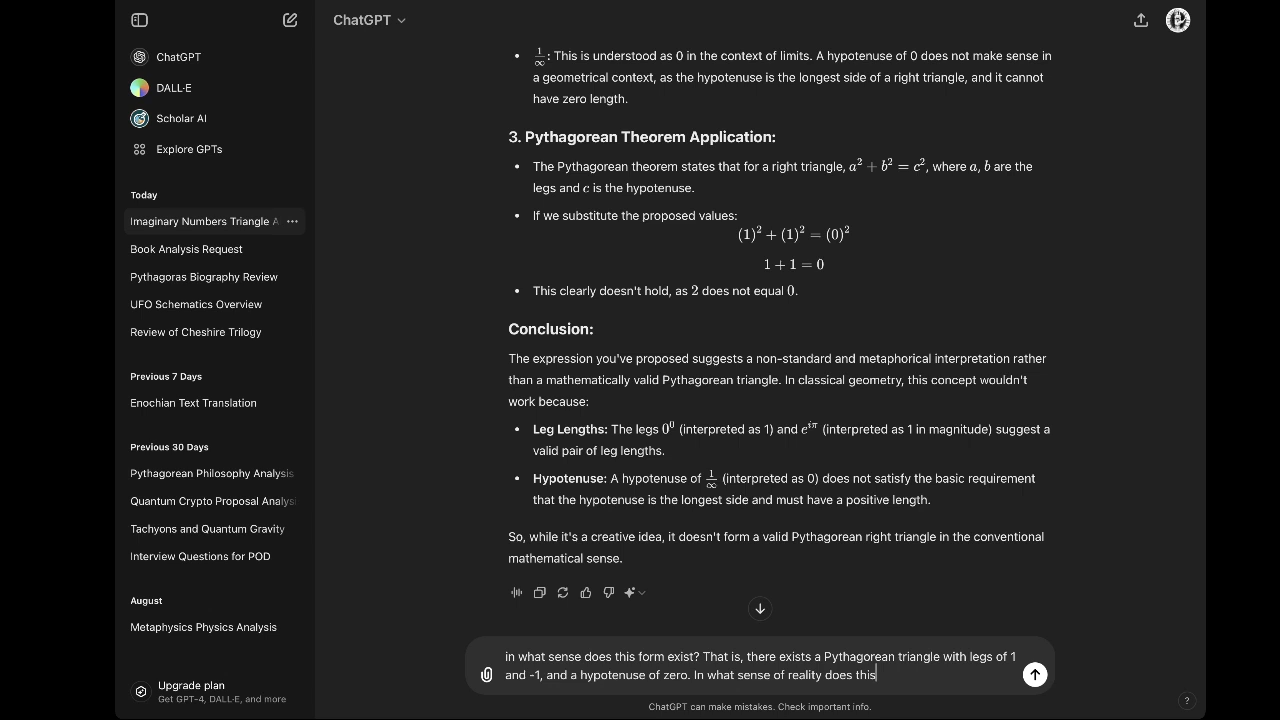 ChatGPT
ChatGPT
DALL·E
Scholar AI
Explore GPTs
Today
Imaginary Numbers Triangle A
Book Analysis Request
Pythagoras Biography Review
UFO Schematics Overview
Review of Cheshire Trilogy
Previous 7 Days
Enochian Text Translation
Previous 30 Days
Pythagorean Philosophy Analysis
Quantum Crypto Proposal Analysi
Tachyons and Quantum Gravity
Interview Questions for POD
August
Metaphysics Physics Analysis
Upgrade plan
Get GPT-4, DALL·E, and more
• 1/∞: This is understood as 0 in the context of limits. A hypotenuse of 0 does not make sense in
a geometrical context, as the hypotenuse is the longest side of a right triangle, and it cannot
have zero length.
3. Pythagorean Theorem Application:
• The Pythagorean theorem states that for a right triangle, a² + b² = c², where a, b are the
legs and c is the hypotenuse.
• If we substitute the proposed values:
(1)² + (1)² = (0)²
1 + 1 = 0
• This clearly doesn't hold, as 2 does not equal 0.
Conclusion:
The expression you've proposed suggests a non-standard and metaphorical interpretation rather
than a mathematically valid Pythagorean triangle. In classical geometry, this concept wouldn't
work because:
• Leg Lengths: The legs 0⁰ (interpreted as 1) and e^{iπ} (interpreted as 1 in magnitude) suggest a
valid pair of leg lengths.
• Hypotenuse: A hypotenuse of 1/∞ (interpreted as 0) does not satisfy the basic requirement
that the hypotenuse is the longest side and must have a positive length.
So, while it's a creative idea, it doesn't form a valid Pythagorean right triangle in the conventional
mathematical sense.
in what sense does this form exist? That is, there exists a Pythagorean triangle with legs of 1
and -1, and a hypotenuse of zero. In what sense of reality does this
ChatGPT can make mistakes. Check important info.
?